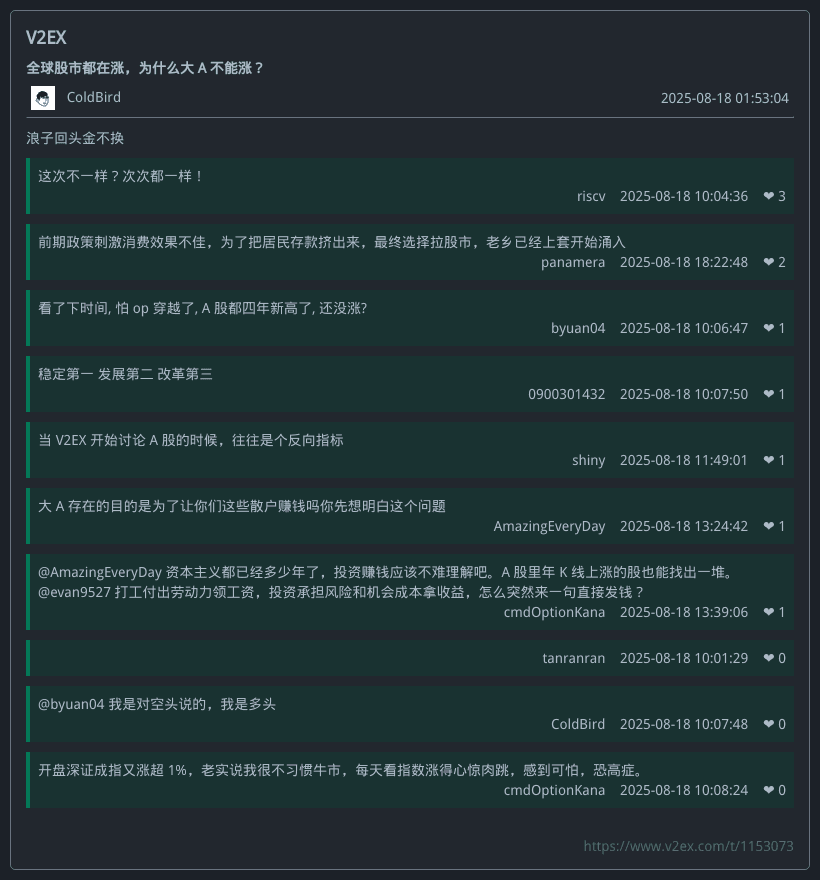 V2EX
全球股市都在涨，为什么大 A 不能涨？
ColdBird 2025-08-18 01:53:04
浪子回头金不换
这次不一样？次次都一样！
riscv 2025-08-18 10:04:36 ❤ 3
前期政策刺激消费效果不佳，为了把居民存款挤出来，最终选择拉股市，老乡已经上套开始涌入
panamera 2025-08-18 18:22:48 ❤ 2
看了下时间, 怕 op 穿越了, A 股都四年新高了, 还没涨?
byuan04 2025-08-18 10:06:47 ❤ 1
稳定第一 发展第二 改革第三
0900301432 2025-08-18 10:07:50 ❤ 1
当 V2EX 开始讨论 A 股的时候，往往是个反向指标
shiny 2025-08-18 11:49:01 ❤ 1
大 A 存在的目的是为了让你们这些散户赚钱吗你先想明白这个问题
AmazingEveryDay 2025-08-18 13:24:42 ❤ 1
@AmazingEveryDay 资本主义都已经多少年了，投资赚钱应该不难理解吧。A 股里年 K 线上涨的股也能找出一堆。
@evan9527 打工付出劳动力领工资，投资承担风险和机会成本拿收益，怎么突然来一句直接发钱？
cmdOptionKana 2025-08-18 13:39:06 ❤ 1
tanranran 2025-08-18 10:01:29 ❤ 0
@byuan04 我是对空头说的，我是多头
ColdBird 2025-08-18 10:07:48 ❤ 0
开盘深证成指又涨超 1%，老实说我很不习惯牛市，每天看指数涨得心惊肉跳，感到可怕，恐高症。
cmdOptionKana 2025-08-18 10:08:24 ❤ 0
https://www.v2ex.com/t/1153073